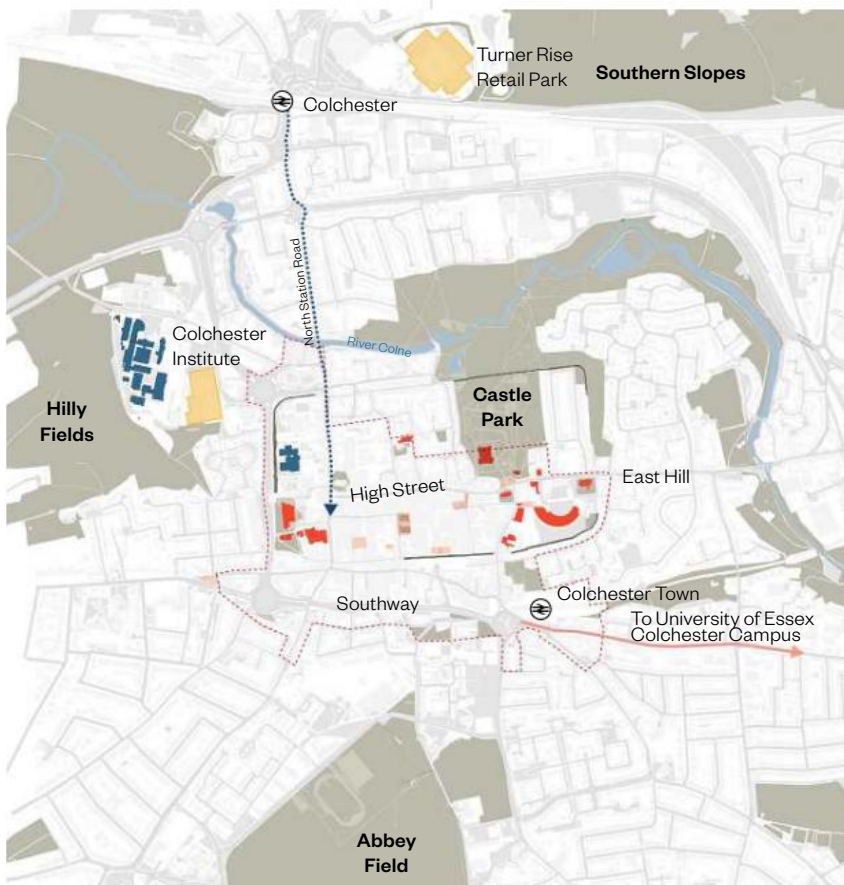 Turner Rise
Retail Park
Southern Slopes
Colchester
North Station Road
River Colne
Colchester
Institute
Castle
Park
Hilly
Fields
East Hill
High Street
Colchester Town
Southway
To University of Essex
Colchester Campus
Abbey
Field